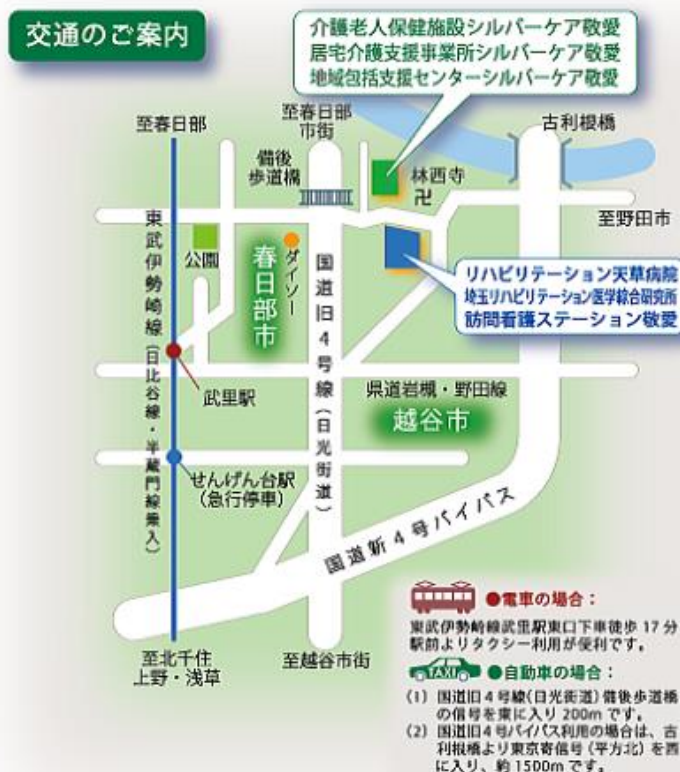 交通のご案内
介護老人保健施設シルバーケア敬愛
居宅介護支援事業所シルバーケア敬愛
地域包括支援センターシルバーケア敬愛
至春日部
至春日部
市街
古利根橋
備後
歩道橋
林西寺
卍
至野田市
公園
ダイソー
春日部市
東武伊勢崎線(日比谷線・半蔵門線乗入)
国道旧4号線(日光街道)
リハビリテーション天草病院
埼玉リハビリテーション医学綜合研究所
訪問看護ステーション敬愛
武里駅
県道岩槻・野田線
越谷市
せんげん台駅
(急行停車)
国道新4号バイパス
至北千住
上野・浅草
至越谷市街
●電車の場合:
東武伊勢崎線武里駅東口下車徒歩17分
駅前よりタクシー利用が便利です。
TAXI
●自動車の場合:
(1) 国道旧4号線(日光街道)備後歩道橋
の信号を東に入り200mです。
(2) 国道旧4号バイパス利用の場合は、古
利根橋より東京寄信号(平方北)を西
に入り、約1500mです。